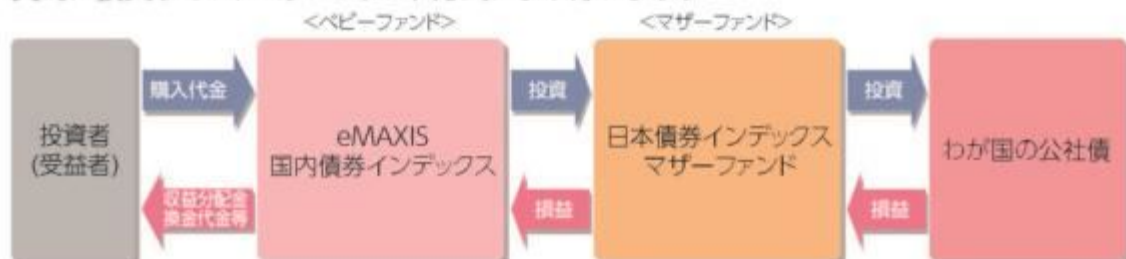 <ベビーファンド>
<マザーファンド>
投資者
(受益者)
購入代金
収益分配金
換金代金等
eMAXIS
国内債券インデックス
投資
損益
日本債券インデックス
マザーファンド
投資
損益
わが国の公社債